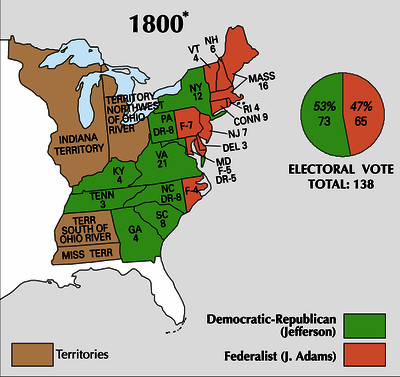 1800*
NH
6
VT
4
MASS
16
NY
12
RI 4
CONN 9
NJ 7
DEL 3
MD
F-5
DR-5
PA
DR-8
F-7
TERRITORY
NORTHWEST
OF OHIO
RIVER
INDIANA
TERRITORY
VA
21
KY
4
TENN
3
NC
DR-8
F-4
SC
8
GA
4
TERR
SOUTH OF
OHIO RIVER
MISS TERR
53%
73
47%
65
ELECTORAL VOTE
TOTAL: 138
Democratic-Republican
(Jefferson)
Federalist (J. Adams)
Territories